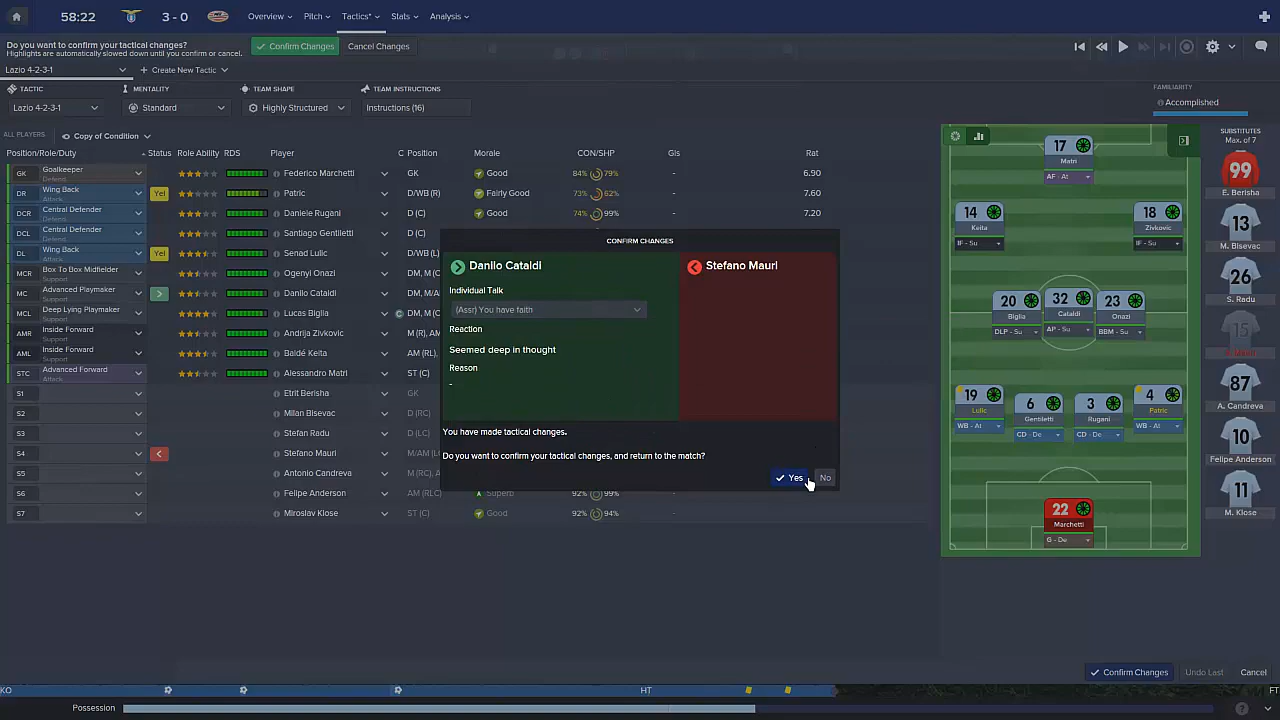 58:22
3 - 0
Overview
Pitch
Tactics*
Stats
Analysis
Do you want to confirm your tactical changes?
Highlights are automatically slowed down until you confirm or cancel.
Confirm Changes
Cancel Changes
Lazio 4-2-3-1
Create New Tactic
TACTIC
MENTALITY
TEAM SHAPE
TEAM INSTRUCTIONS
Lazio 4-2-3-1
Standard
Highly Structured
Instructions (16)
FAMILIARITY
Accomplished
ALL PLAYERS
Copy of Condition
Position/Role/Duty Status Role Ability RDS Player C Position Morale CON/SHP Gls Rat
GK Goalkeeper Defend Federico Marchetti GK Good 84% 79% - 6.90
DR Wing Back Attack Yel Patric D/WB (R) Fairly Good 73% 62% - 7.60
DCR Central Defender Defend Daniele Rugani D (C) Good 74% 99% - 7.20
DCL Central Defender Defend Santiago Gentiletti D (C)
DL Wing Back Attack Yel Senad Lulic D/WB (L)
MCR Box To Box Midfielder Support Ogenyi Onazi DM, M (C)
MC Advanced Playmaker Support Danilo Cataldi DM, M/A
MCL Deep Lying Playmaker Support Lucas Biglia C DM, M (C
AMR Inside Forward Support Andrija Zivkovic M (R), AM
AML Inside Forward Support Baldé Keita AM (RL),
STC Advanced Forward Attack Alessandro Matri ST (C)
S1 Etrit Berisha GK
S2 Milan Bisevac D (RC)
S3 Stefan Radu D (LC)
S4 Stefano Mauri M/AM (L
S5 Antonio Candreva M (RC),
S6 Felipe Anderson AM (RLC) Superb 92% 99% -
S7 Miroslav Klose ST (C) Good 92% 94% -
CONFIRM CHANGES
Danilo Cataldi
Stefano Mauri
Individual Talk
(Assr) You have faith
Reaction
Seemed deep in thought
Reason
-
You have made tactical changes.
Do you want to confirm your tactical changes, and return to the match?
Yes
No
17
Matri
AF - At
14
Keita
IF - Su
18
Zivkovic
IF - Su
20
Biglia
DLP - Su
32
Cataldi
AP - Su
23
Onazi
BBM - Su
19
Lulic
WB - At
6
Gentiletti
CD - De
3
Rugani
CD - De
4
Patric
WB - At
22
Marchetti
G - De
SUBSTITUTES
Max. of 7
99
E. Berisha
13
M. Bisevac
26
S. Radu
15
87
A. Candreva
10
Felipe Anderson
11
M. Klose
Confirm Changes
Undo Last
Cancel
KO
HT
FT
Possession